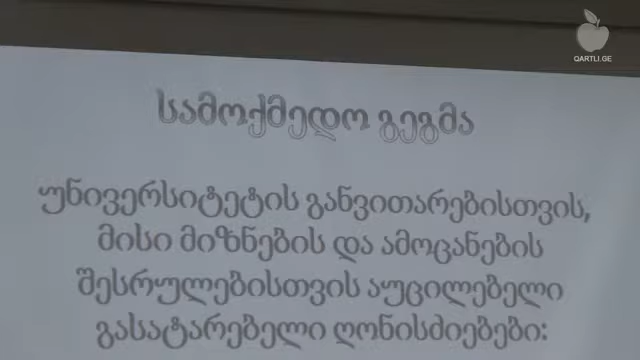 QARTLI.GE
სამოქმედო გეგმა
უნივერსიტეტის განვითარებისთვის,
მისი მიზნების და ამოცანების
შესრულებისთვის აუცილებელი
გასატარებელი ღონისძიებები: